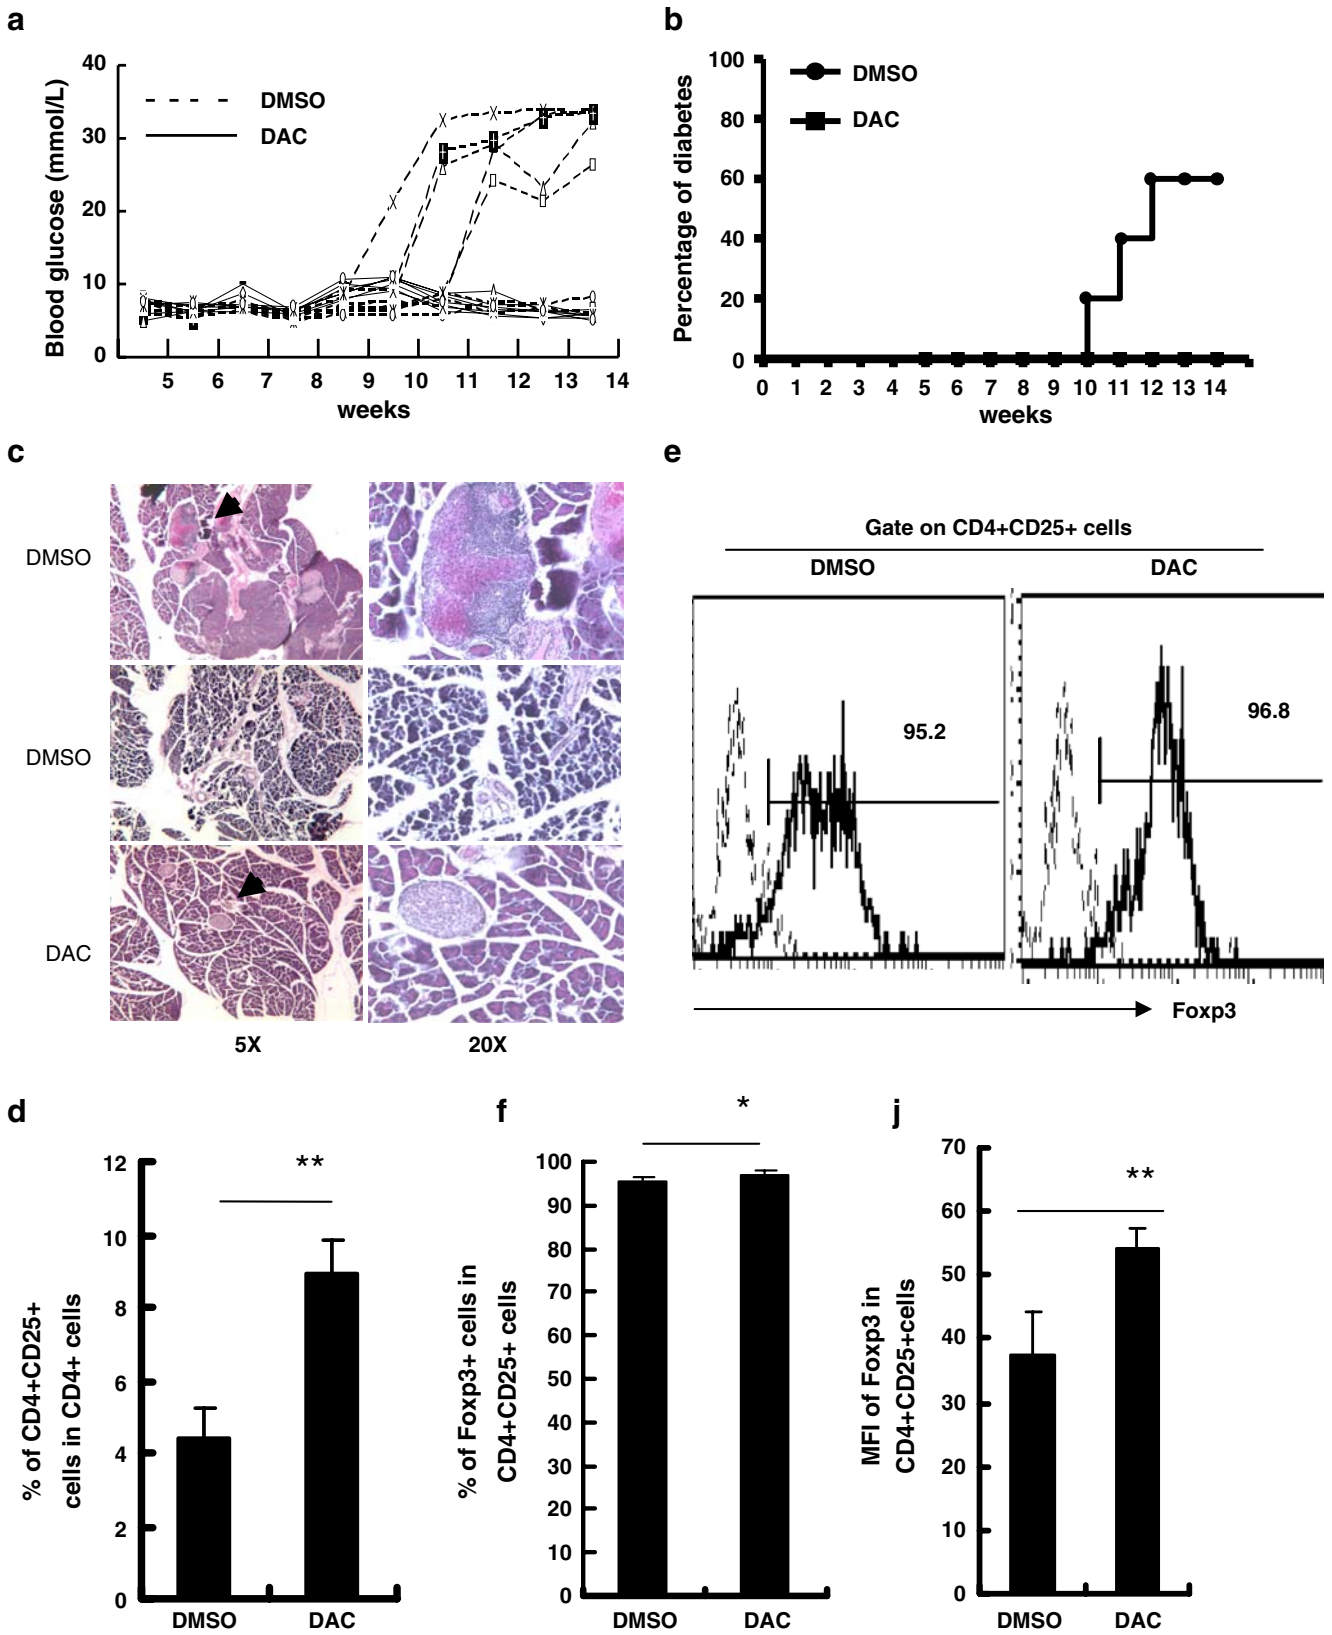 a
Blood glucose (mmol/L)
40
30
20
10
0
DMSO
DAC
5 6 7 8 9 10 11 12 13 14
weeks
b
Percentage of diabetes
100
80
60
40
20
0
DMSO
DAC
0 1 2 3 4 5 6 7 8 9 10 11 12 13 14
weeks
c
DMSO
DMSO
DAC
5X 20X
e
Gate on CD4+CD25+ cells
DMSO DAC
95.2
96.8
Foxp3
d
% of CD4+CD25+
cells in CD4+ cells
12
10
8
6
4
2
0
**
DMSO DAC
f
% of Foxp3+ cells in
CD4+CD25+ cells
100
90
80
70
60
50
40
30
20
10
0
*
DMSO DAC
j
MFI of Foxp3 in
CD4+CD25+cells
70
60
50
40
30
20
10
0
**
DMSO DAC